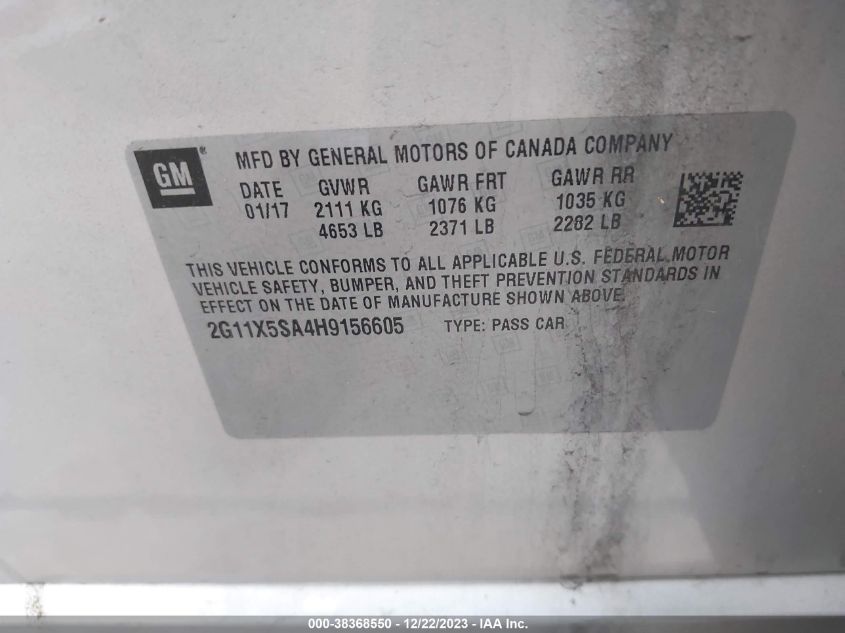 GM ®
MFD BY GENERAL MOTORS OF CANADA COMPANY
DATE GVWR GAWR FRT GAWR RR
01/17 2111 KG 1076 KG 1035 KG
4653 LB 2371 LB 2282 LB
THIS VEHICLE CONFORMS TO ALL APPLICABLE U.S. FEDERAL MOTOR
VEHICLE SAFETY, BUMPER, AND THEFT PREVENTION STANDARDS IN
EFFECT ON THE DATE OF MANUFACTURE SHOWN ABOVE.
2G11X5SA4H9156605 TYPE: PASS CAR
000-38368550 - 12/22/2023 - IAA Inc.